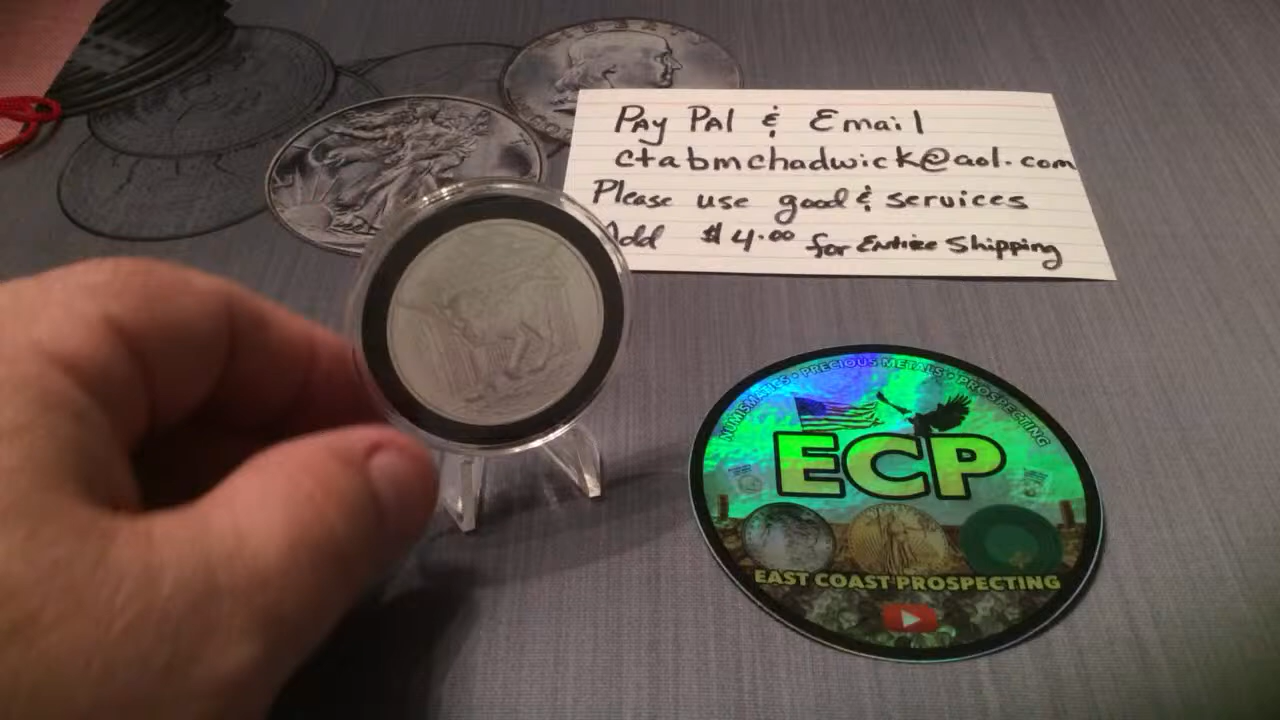 Pay Pal & Email
ctabmchadwick@aol.com
Please use good & services
Add $4.00 for Entire Shipping
NUMISMATICS • PRECIOUS METALS • PROSPECTING
ECP
EAST COAST PROSPECTING